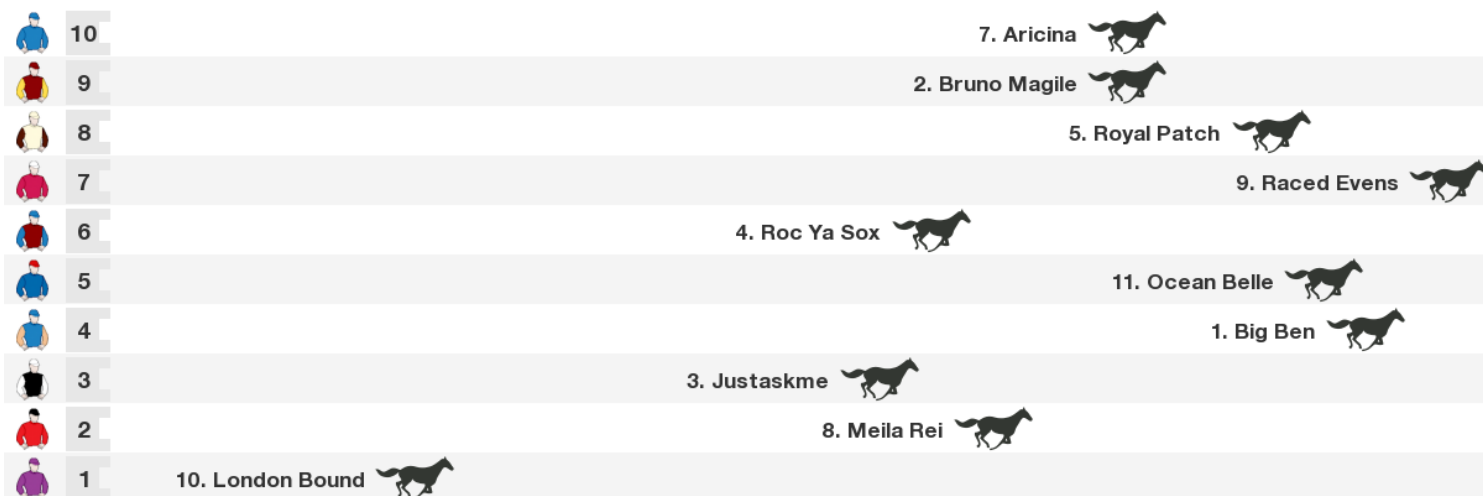 10 7. Aricina
9 2. Bruno Magile
8 5. Royal Patch
7 9. Raced Evens
6 4. Roc Ya Sox
5 11. Ocean Belle
4 1. Big Ben
3 3. Justaskme
2 8. Meila Rei
1 10. London Bound